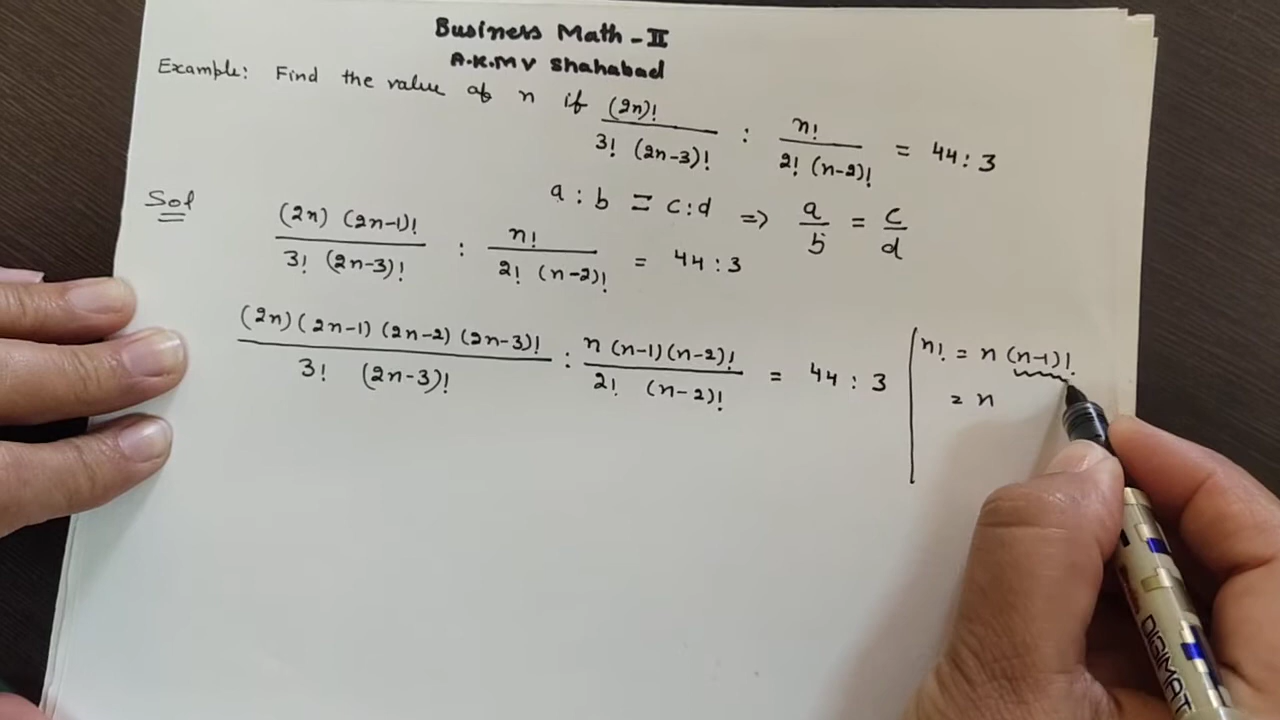 Business Math - II
A.K.M V Shahabad
Example: Find the value of n if (2n)! / 3! (2n-3)! : n! / 2! (n-2)! = 44 : 3
a : b = c : d => a/b = c/d
Sol
(2n) (2n-1)! / 3! (2n-3)! : n! / 2! (n-2)! = 44 : 3
(2n) (2n-1) (2n-2) (2n-3)! / 3! (2n-3)! : n (n-1) (n-2)! / 2! (n-2)! = 44 : 3
n! = n (n-1)!
= n
DIGIMAT